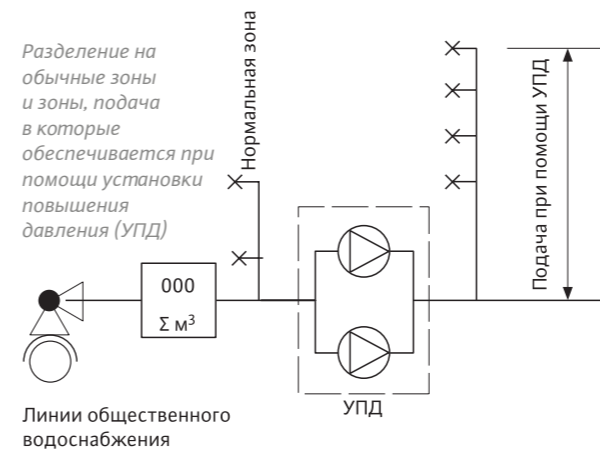 Разделение на
обычные зоны
и зоны, подача
в которые
обеспечивается при
помощи установки
повышения
давления (УПД)
Нормальная зона
Подача при помощи УПД
000
Σ м³
УПД
Линии общественного
водоснабжения